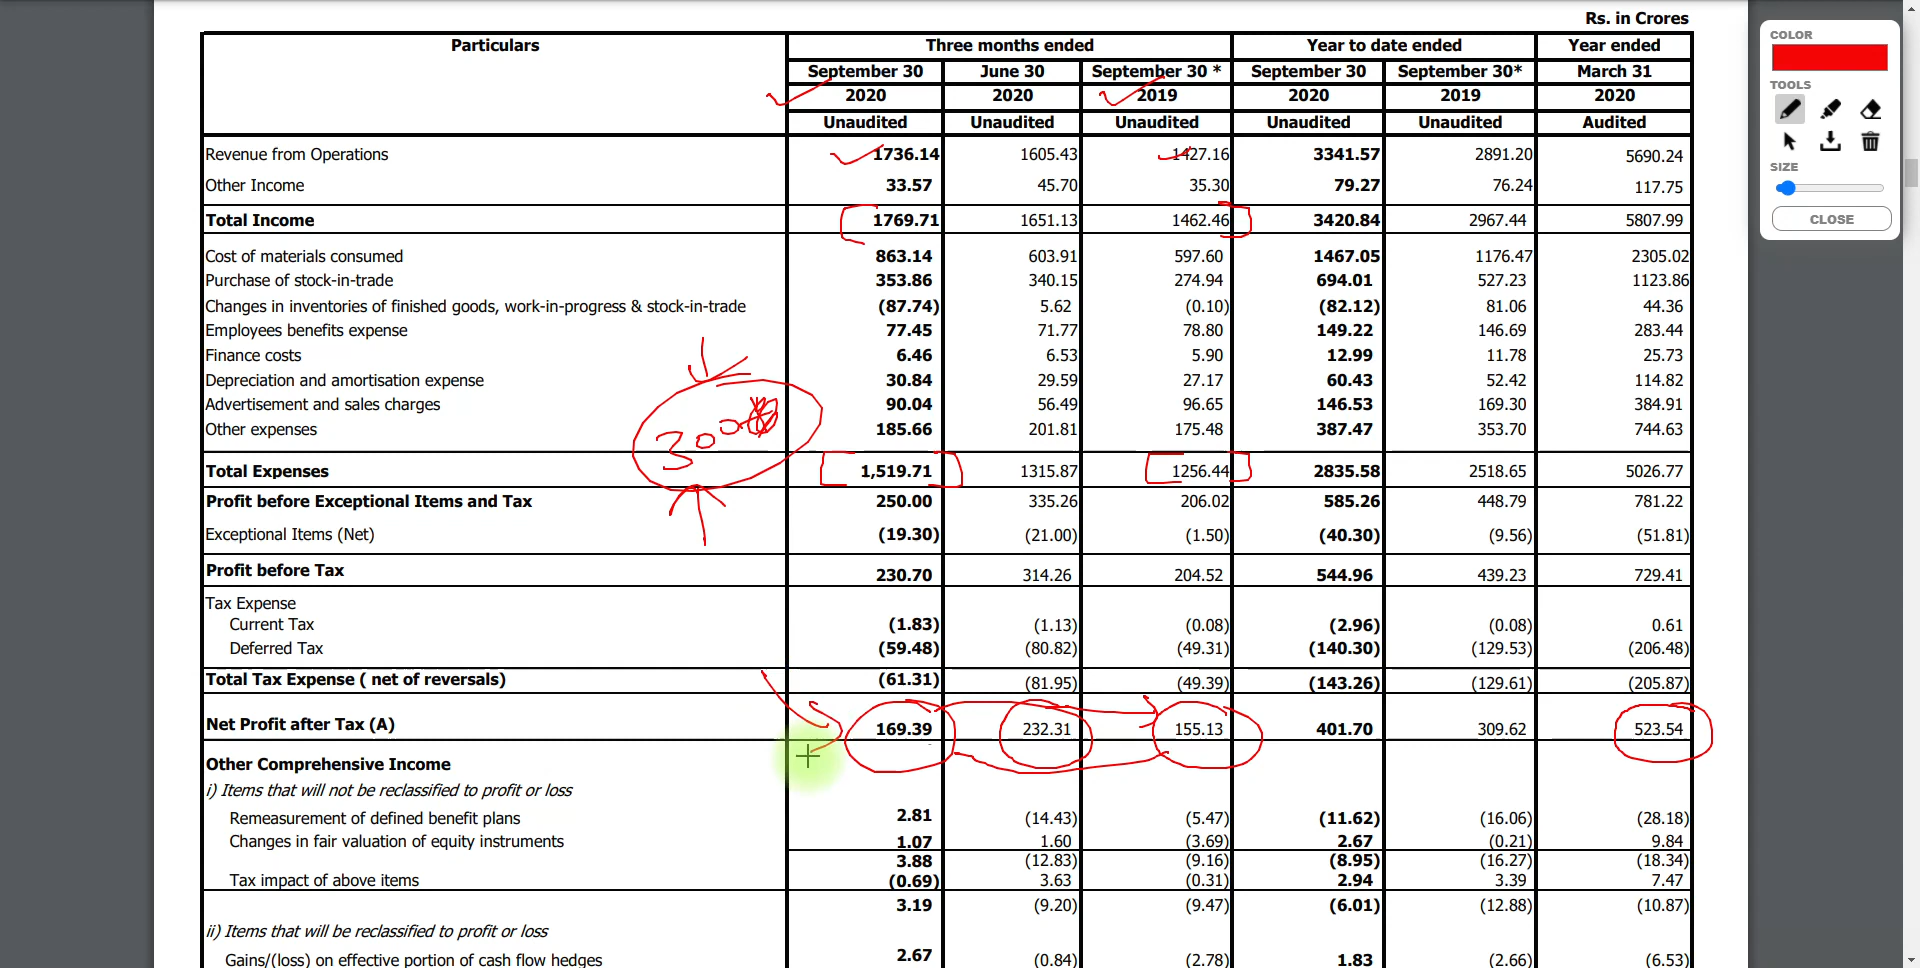 Rs. in Crores
Particulars Three months ended Year to date ended Year ended
September 30 June 30 September 30 * September 30 September 30* March 31
2020 2020 2019 2020 2019 2020
Unaudited Unaudited Unaudited Unaudited Unaudited Audited
Revenue from Operations 1736.14 1605.43 1427.16 3341.57 2891.20 5690.24
Other Income 33.57 45.70 35.30 79.27 76.24 117.75
Total Income 1769.71 1651.13 1462.46 3420.84 2967.44 5807.99
Cost of materials consumed 863.14 603.91 597.60 1467.05 1176.47 2305.02
Purchase of stock-in-trade 353.86 340.15 274.94 694.01 527.23 1123.86
Changes in inventories of finished goods, work-in-progress & stock-in-trade (87.74) 5.62 (0.10) (82.12) 81.06 44.36
Employees benefits expense 77.45 71.77 78.80 149.22 146.69 283.44
Finance costs 6.46 6.53 5.90 12.99 11.78 25.73
Depreciation and amortisation expense 30.84 29.59 27.17 60.43 52.42 114.82
Advertisement and sales charges 90.04 56.49 96.65 146.53 169.30 384.91
Other expenses 185.66 201.81 175.48 387.47 353.70 744.63
300
Total Expenses 1,519.71 1315.87 1256.44 2835.58 2518.65 5026.77
Profit before Exceptional Items and Tax 250.00 335.26 206.02 585.26 448.79 781.22
Exceptional Items (Net) (19.30) (21.00) (1.50) (40.30) (9.56) (51.81)
Profit before Tax 230.70 314.26 204.52 544.96 439.23 729.41
Tax Expense
Current Tax (1.83) (1.13) (0.08) (2.96) (0.08) 0.61
Deferred Tax (59.48) (80.82) (49.31) (140.30) (129.53) (206.48)
Total Tax Expense ( net of reversals) (61.31) (81.95) (49.39) (143.26) (129.61) (205.87)
Net Profit after Tax (A) 169.39 232.31 155.13 401.70 309.62 523.54
Other Comprehensive Income
i) Items that will not be reclassified to profit or loss
Remeasurement of defined benefit plans 2.81 (14.43) (5.47) (11.62) (16.06) (28.18)
Changes in fair valuation of equity instruments 1.07 1.60 (3.69) 2.67 (0.21) 9.84
3.88 (12.83) (9.16) (8.95) (16.27) (18.34)
Tax impact of above items (0.69) 3.63 (0.31) 2.94 3.39 7.47
3.19 (9.20) (9.47) (6.01) (12.88) (10.87)
ii) Items that will be reclassified to profit or loss
Gains/(loss) on effective portion of cash flow hedges 2.67 (0.84) (2.78) 1.83 (2.66) (6.53)
COLOR
TOOLS
SIZE
CLOSE